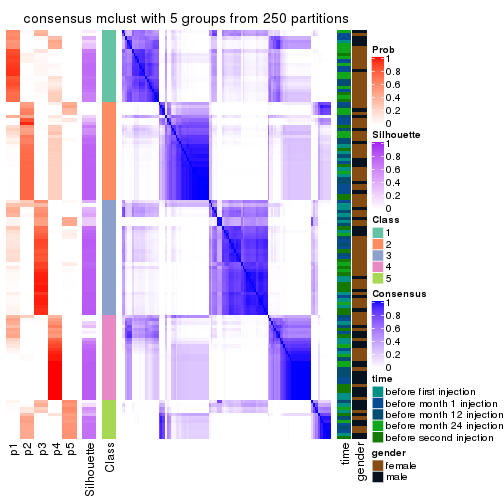 consensus mclust with 5 groups from 250 partitions
Prob
1
0.8
0.6
0.4
0.2
0
Silhouette
1
0.8
0.6
0.4
0.2
0
Class
1
2
3
4
5
Consensus
1
0.8
0.6
0.4
0.2
0
time
before first injection
before month 1 injection
before month 12 injection
before month 24 injection
before second injection
gender
female
male
p1
p2
p3
p4
p5
Silhouette
Class
time
gender